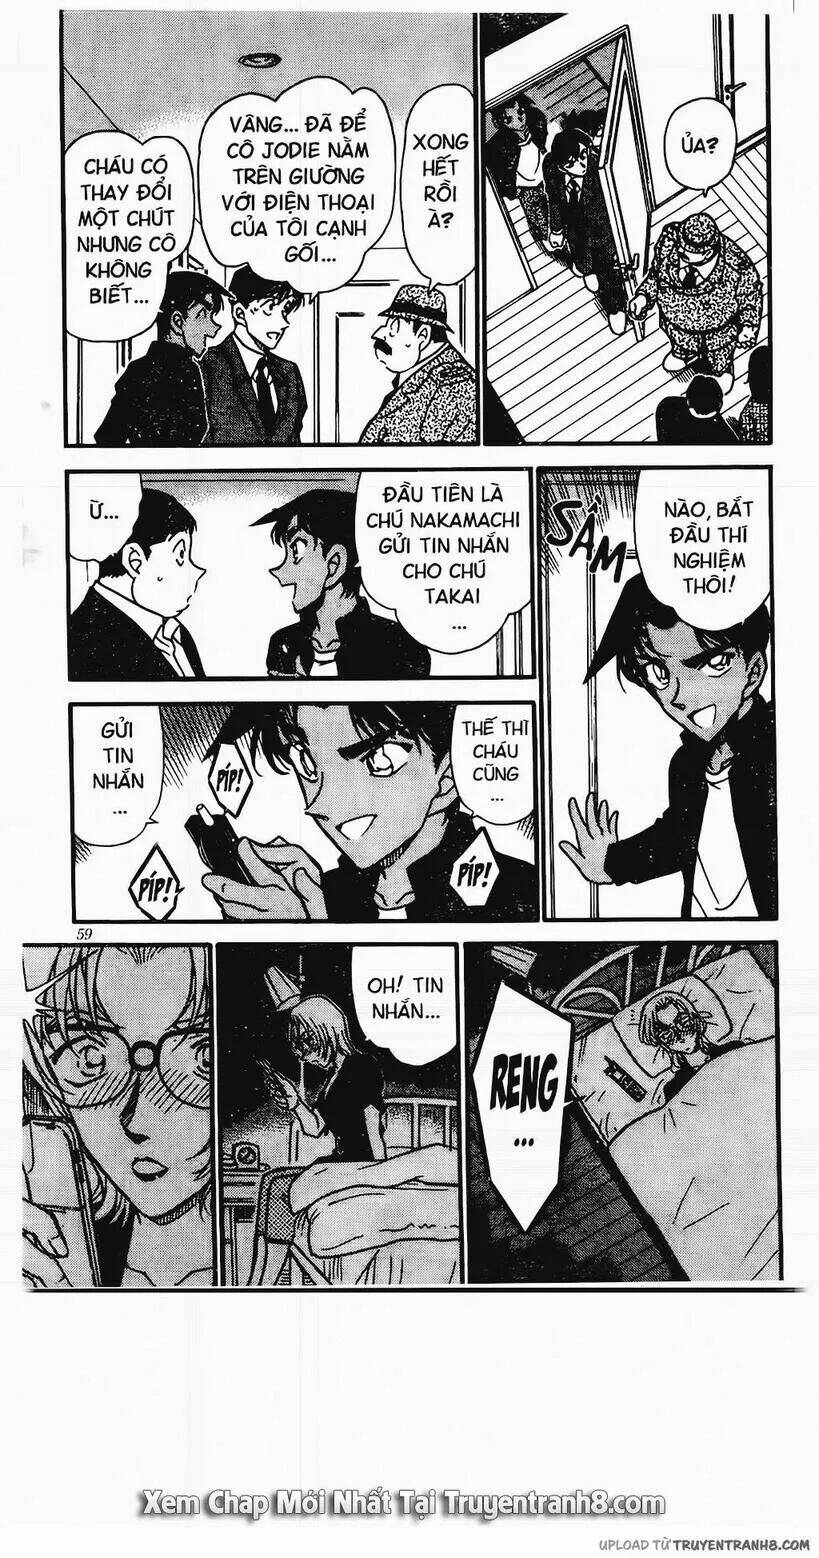 ỦA?
XONG
HẾT
RỒI
À?
VÂNG... ĐÃ ĐỂ
CÔ JODIE NẰM
TRÊN GIƯỜNG
VỚI ĐIỆN THOẠI
CỦA TÔI CẠNH
GỐI...
CHÁU CÓ
THAY ĐỔI
MỘT CHÚT
NHƯNG CÔ
KHÔNG
BIẾT...
NÀO, BẮT
ĐẦU THÍ
NGHIỆM
THÔI!
SẦM
ĐẦU TIÊN LÀ
CHÚ NAKAMACHI
GỬI TIN NHẮN
CHO CHÚ
TAKAI
...
Ừ...
THẾ THÌ
CHÁU
CŨNG
...
PÍP!
PÍP!
PÍP!
GỬI
TIN
NHẮN
...
59
RENG
...
OH! TIN
NHẮN...
Xem Chap Mới Nhất Tại Truyentranh8.com
UPLOAD TỪ TRUYENTRANH8.COM